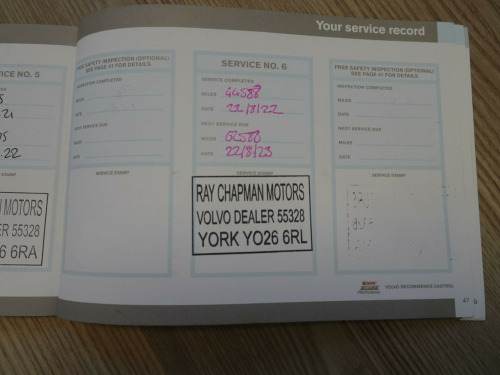 Your service record
ICE NO. 5
22
MOTORS
ER 55328
6 6RA
FREE SAFETY INSPECTION (OPTIONAL)
SEE PAGE 41 FOR DETAILS
INSPECTION COMPLETED
MILES
DATE
NEXT SERVICE DUE
MILES
DATE
SERVICE STAMP
SERVICE NO. 6
SERVICE COMPLETED
MILES 44588
DATE 22/8/22
NEXT SERVICE DUE
MILES 62588
DATE 22/8/23
SERVICE STAMP
RAY CHAPMAN MOTORS
VOLVO DEALER 55328
YORK YO26 6RL
FREE SAFETY INSPECTION (OPTIONAL)
SEE PAGE 41 FOR DETAILS
INSPECTION COMPLETED
MILES
DATE
NEXT SERVICE DUE
MILES
DATE
SERVICE STAMP
VOLVO RECOMMENDS CASTROL
47